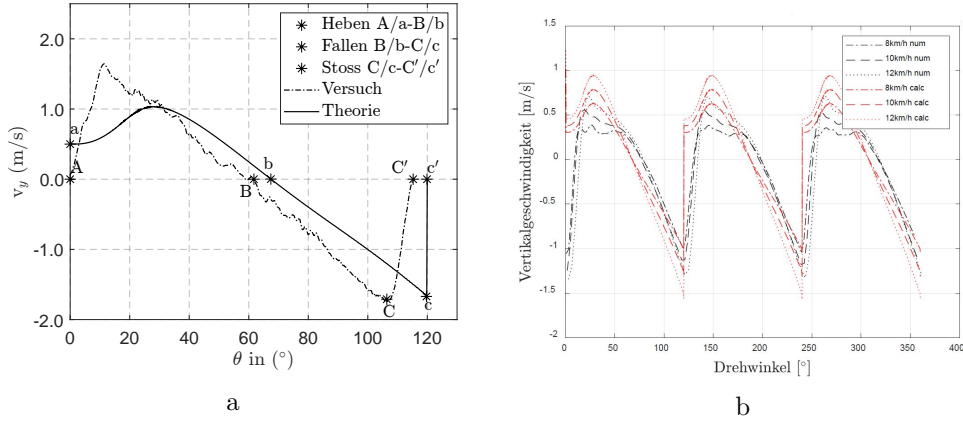 2.0
1.0
0.0
-1.0
-2.0
v_y (m/s)
Heben A/a-B/b
Fallen B/b-C/c
Stoss C/c-C′/c′
Versuch
Theorie
a
A
B
b
C′
c′
C
c
0 20 40 60 80 100 120
θ in (°)
a
1.5
1
0.5
0
-0.5
-1
-1.5
-2
Vertikalgeschwindigkeit [m/s]
8km/h num
10km/h num
12km/h num
8km/h calc
10km/h calc
12km/h calc
0 50 100 150 200 250 300 350 400
Drehwinkel [°]
b